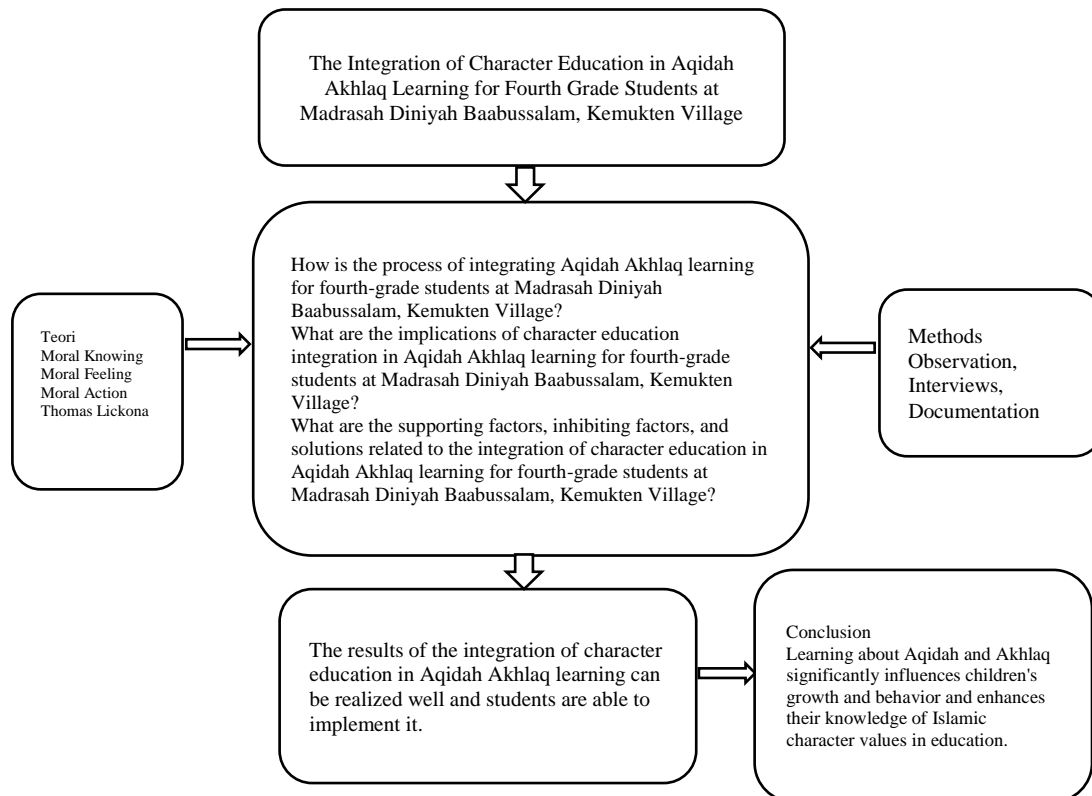 The Integration of Character Education in Aqidah
Akhlaq Learning for Fourth Grade Students at
Madrasah Diniyah Baabussalam, Kemukten Village
How is the process of integrating Aqidah Akhlaq learning
for fourth-grade students at Madrasah Diniyah
Baabussalam, Kemukten Village?
What are the implications of character education
integration in Aqidah Akhlaq learning for fourth-grade
students at Madrasah Diniyah Baabussalam, Kemukten
Village?
What are the supporting factors, inhibiting factors, and
solutions related to the integration of character education in
Aqidah Akhlaq learning for fourth-grade students at
Madrasah Diniyah Baabussalam, Kemukten Village?
Teori
Moral Knowing
Moral Feeling
Moral Action
Thomas Lickona
Methods
Observation,
Interviews,
Documentation
The results of the integration of character
education in Aqidah Akhlaq learning can
be realized well and students are able to
implement it.
Conclusion
Learning about Aqidah and Akhlaq
significantly influences children's
growth and behavior and enhances
their knowledge of Islamic
character values in education.